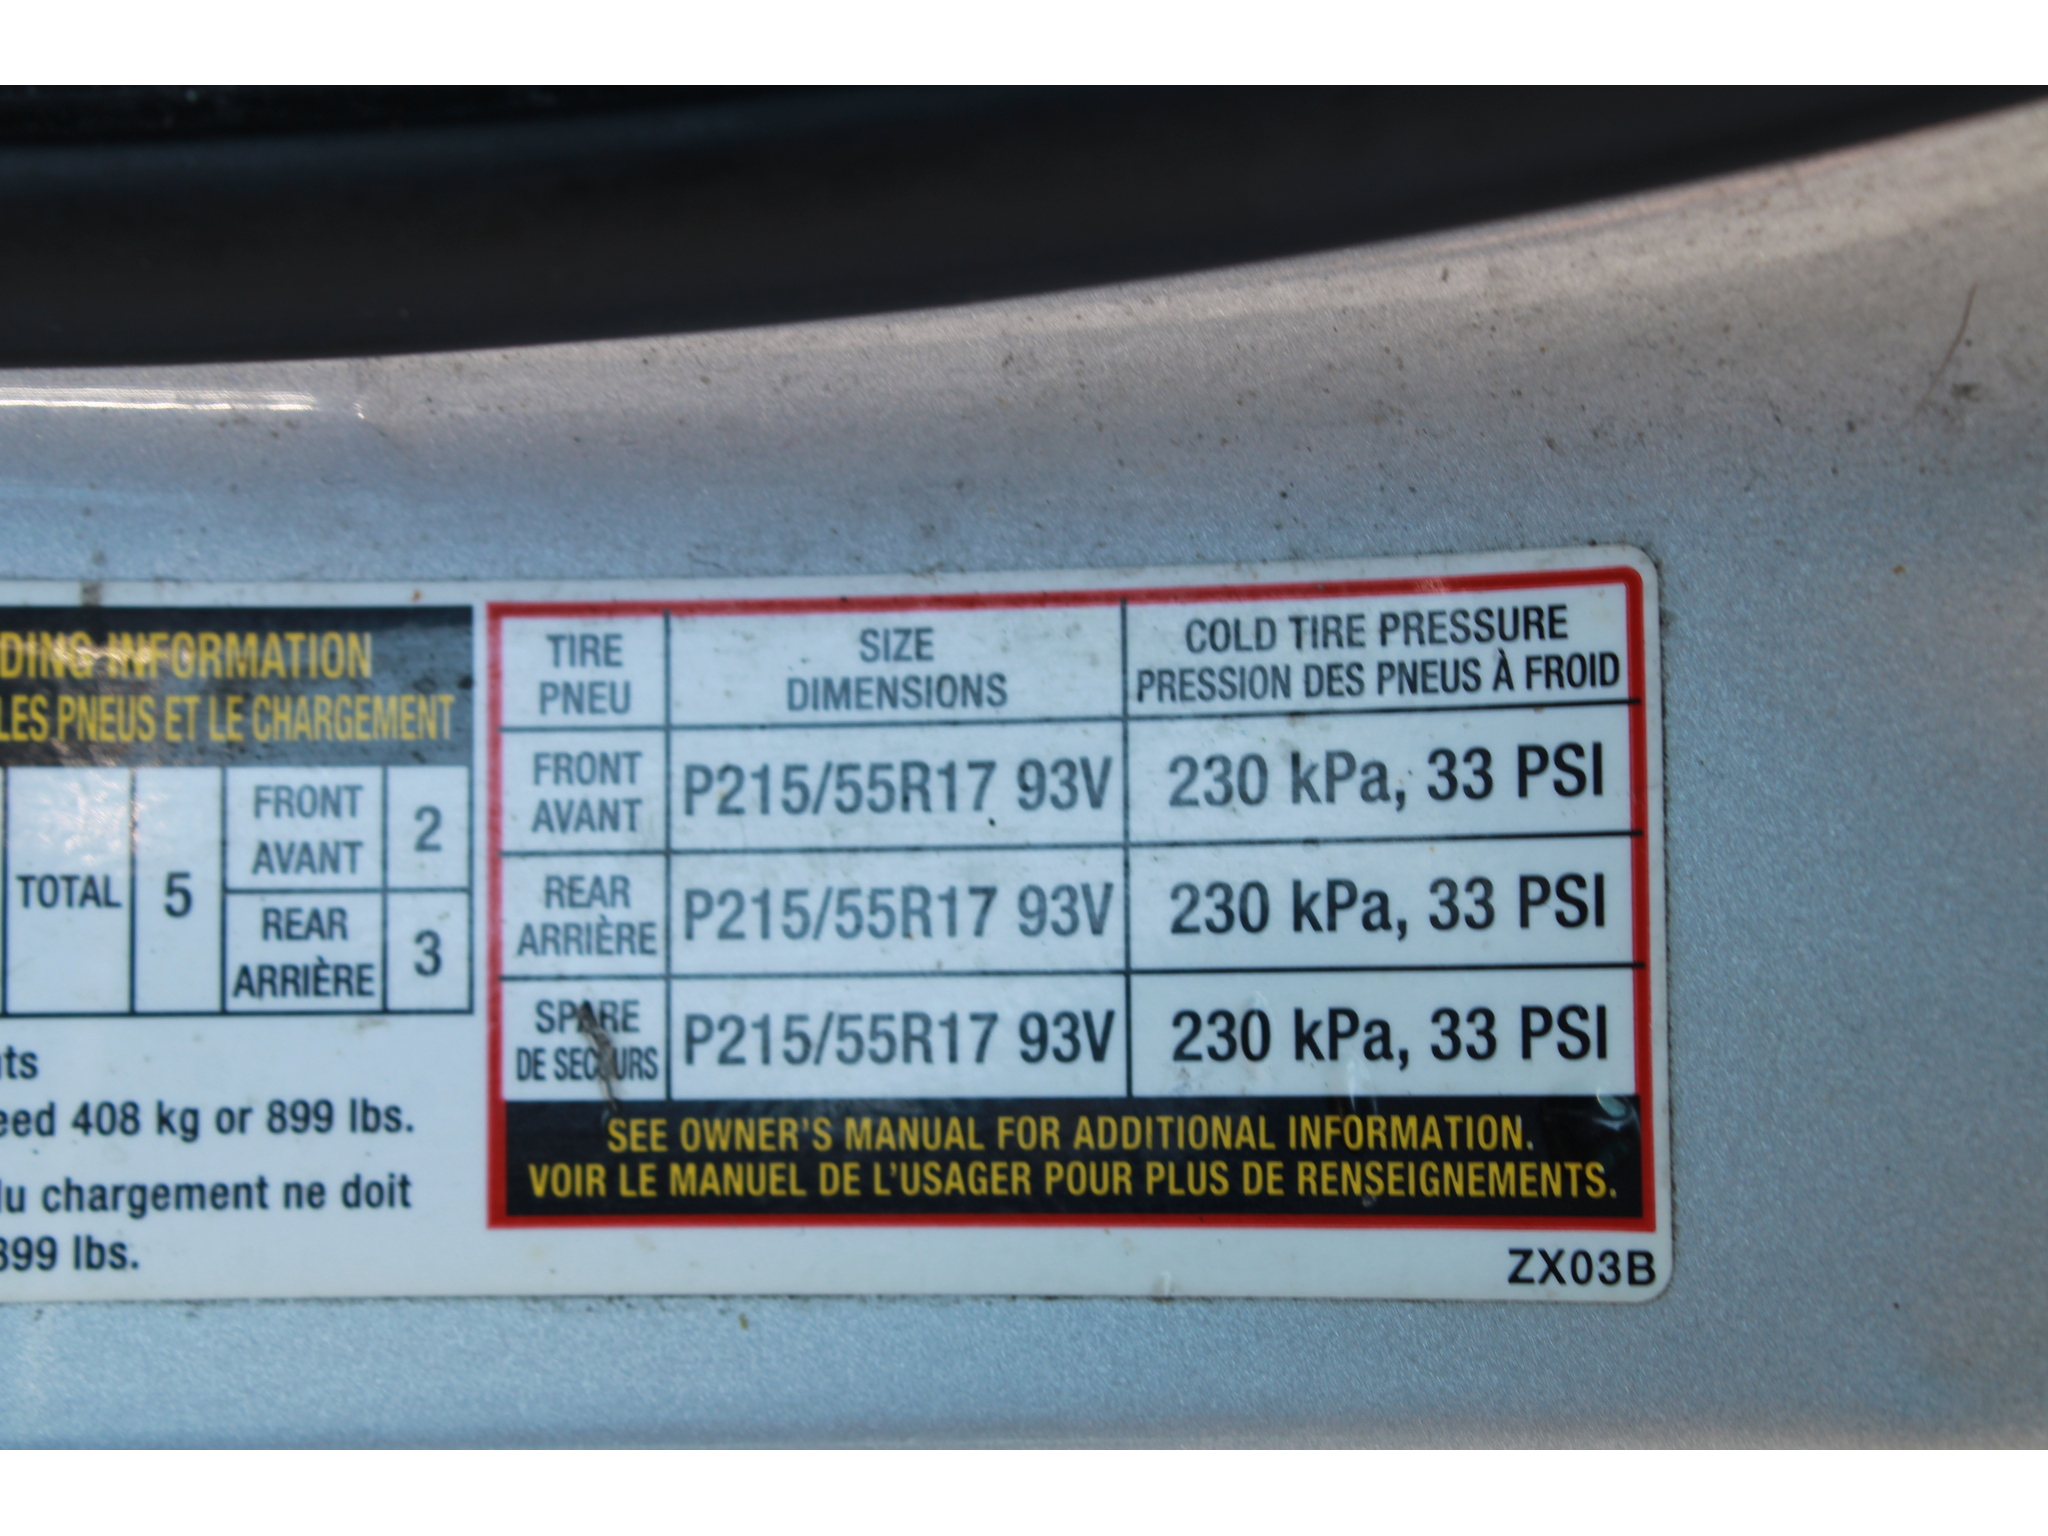 DING INFORMATION
LES PNEUS ET LE CHARGEMENT
TOTAL 5
FRONT
AVANT 2
REAR
ARRIÈRE 3
nts
eed 408 kg or 899 lbs.
du chargement ne doit
899 lbs.
TIRE SIZE COLD TIRE PRESSURE
PNEU DIMENSIONS PRESSION DES PNEUS À FROID
FRONT
AVANT P215/55R17 93V 230 kPa, 33 PSI
REAR
ARRIÈRE P215/55R17 93V 230 kPa, 33 PSI
SPARE
DE SECOURS P215/55R17 93V 230 kPa, 33 PSI
SEE OWNER'S MANUAL FOR ADDITIONAL INFORMATION.
VOIR LE MANUEL DE L'USAGER POUR PLUS DE RENSEIGNEMENTS.
ZX03B